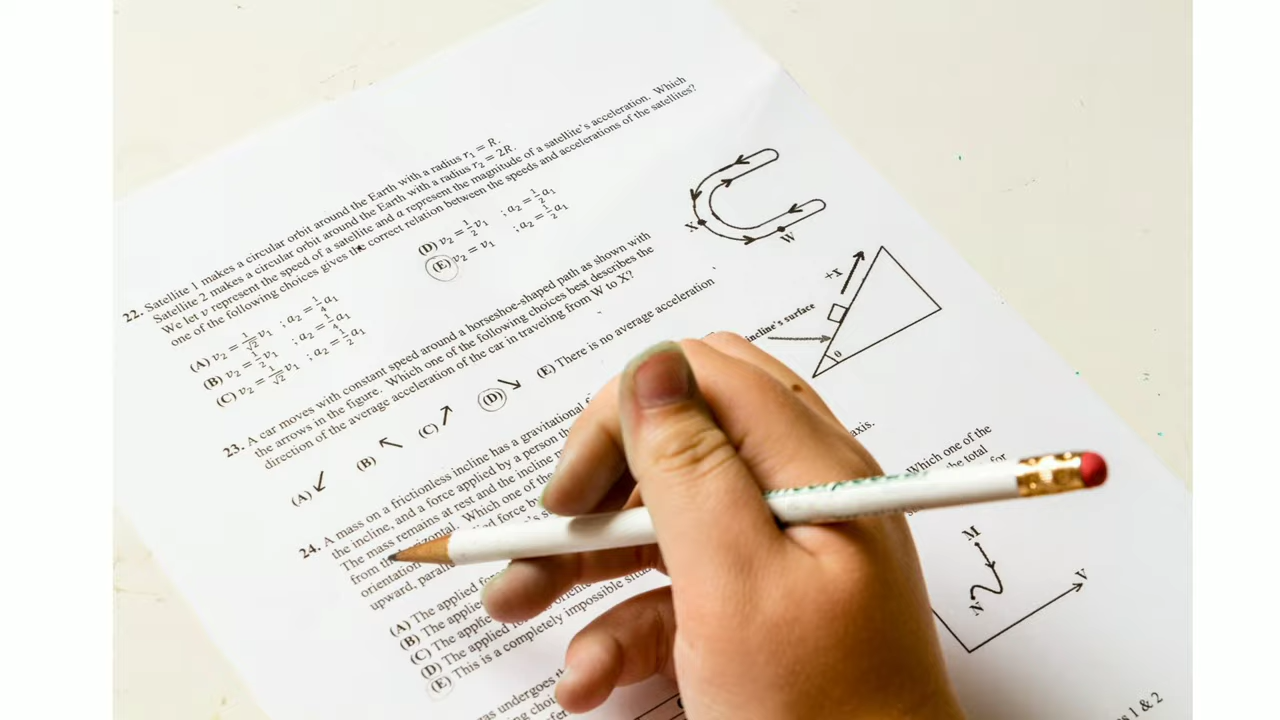 22. Satellite 1 makes a circular orbit around the Earth with a radius r₁ = R.
Satellite 2 makes a circular orbit around the Earth with a radius r₂ = 2R.
We let v represent the speed of a satellite and a represent the magnitude of a satellite's acceleration. Which
one of the following choices gives the correct relation between the speeds and accelerations of the satellites?
(A) v₂ = 1/√2 v₁ ; a₂ = 1/4 a₁
(B) v₂ = 1/2 v₁ ; a₂ = 1/4 a₁
(C) v₂ = 1/√2 v₁ ; a₂ = 1/2 a₁
(D) v₂ = 1/2 v₁ ; a₂ = 1/2 a₁
(E) v₂ = v₁ ; a₂ = 1/2 a₁
23. A car moves with constant speed around a horseshoe-shaped path as shown with
the arrows in the figure. Which one of the following choices best describes the
direction of the average acceleration of the car in traveling from W to X?
(A) ↙ (B) ↖ (C) ↗ (D) ↘ (E) There is no average acceleration
X
W
24. A mass on a frictionless incline has a gravitational
the incline, and a force applied by a person
The mass remains at rest and the incline
from the horizontal. Which one of the
orientation force
upward,
axis.
(A) The applied
(B) The applied
(C) The applied
(D) The applied
(E) This is a completely impossible
+x
incline's surface
θ
gas undergoes
Which one of the
the total
for
M
N
V
1 & 2